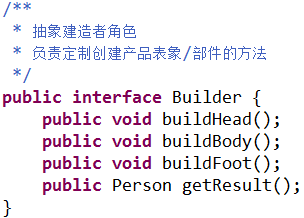 /**
 * 抽象建造者角色
 * 负责定制创建产品表象/部件的方法
 */
public interface Builder {
    public void buildHead();
    public void buildBody();
    public void buildFoot();
    public Person getResult();
}